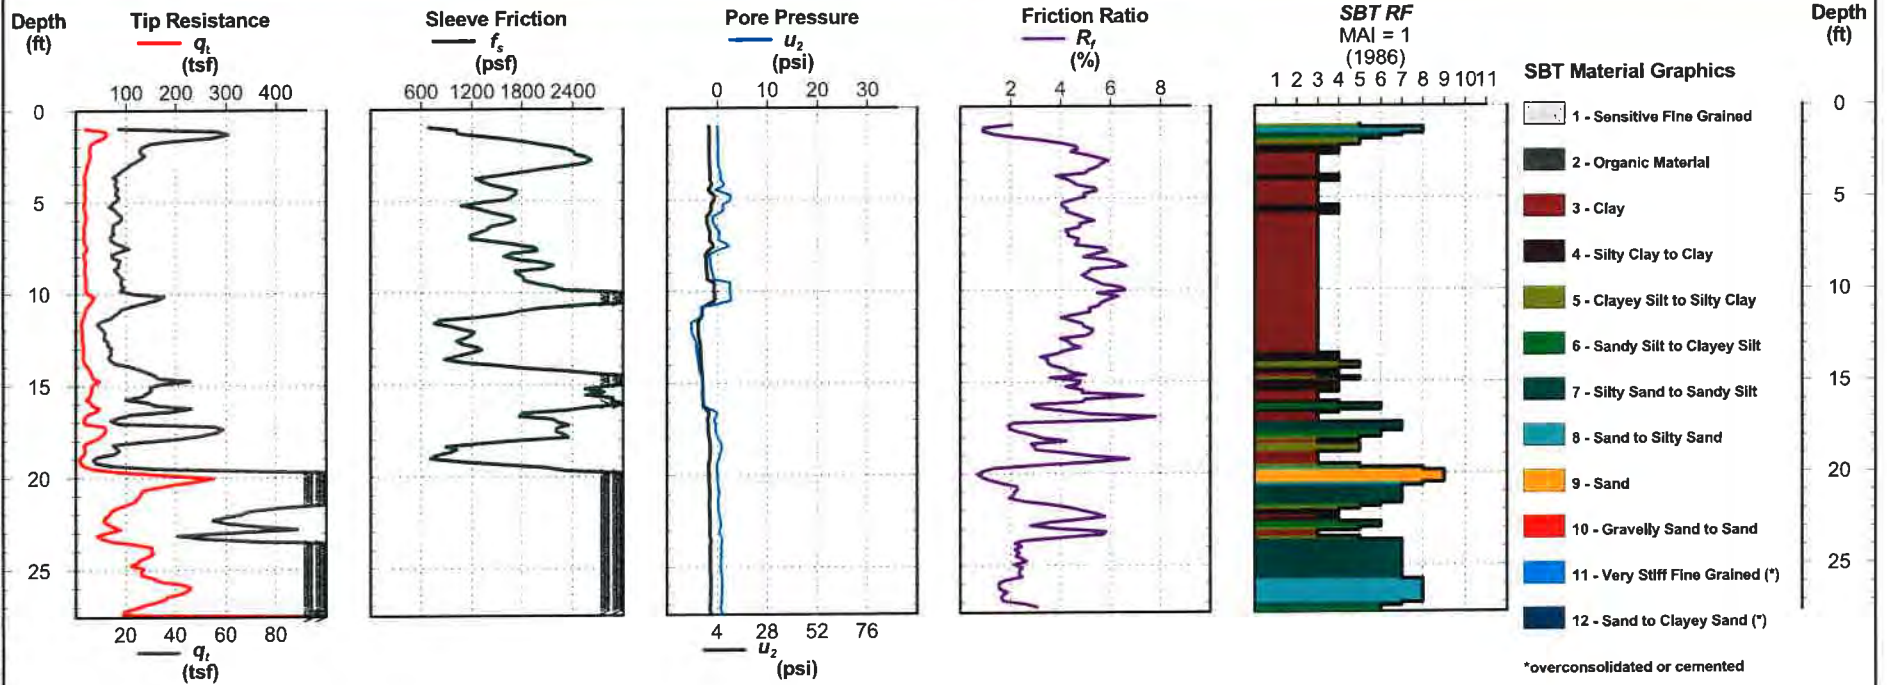 Depth
(ft)
Tip Resistance
qt
(tsf)
100 200 300 400
0
5
10
15
20
25
20 40 60 80
qt
(tsf)
Sleeve Friction
fs
(psf)
600 1200 1800 2400
Pore Pressure
u2
(psi)
0 10 20 30
4 28 52 76
u2
(psi)
Friction Ratio
Rf
(%)
2 4 6 8
SBT RF
MAI = 1
(1986)
1 2 3 4 5 6 7 8 9 10 11
SBT Material Graphics
1 - Sensitive Fine Grained
2 - Organic Material
3 - Clay
4 - Silty Clay to Clay
5 - Clayey Silt to Silty Clay
6 - Sandy Silt to Clayey Silt
7 - Silty Sand to Sandy Silt
8 - Sand to Silty Sand
9 - Sand
10 - Gravelly Sand to Sand
11 - Very Stiff Fine Grained (*)
12 - Sand to Clayey Sand (*)
*overconsolidated or cemented
Depth
(ft)
0
5
10
15
20
25